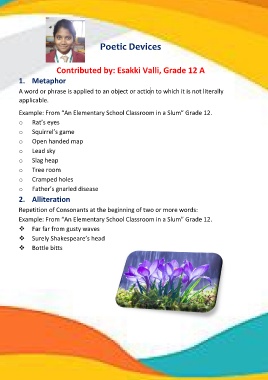 Poetic Devices
Contributed by: Esakki Valli, Grade 12 A
1. Metaphor
A word or phrase is applied to an object or action to which it is not literally
applicable.
Example: From "An Elementary School Classroom in a Slum" Grade 12.
o Rat's eyes
o Squirrel's game
o Open handed map
o Lead sky
o Slag heap
o Tree room
o Cramped holes
o Father's gnarled disease
2. Alliteration
Repetition of Consonants at the beginning of two or more words:
Example: From "An Elementary School Classroom in a Slum" Grade 12.
❖ Far far from gusty waves
❖ Surely Shakespeare's head
❖ Bottle bitts